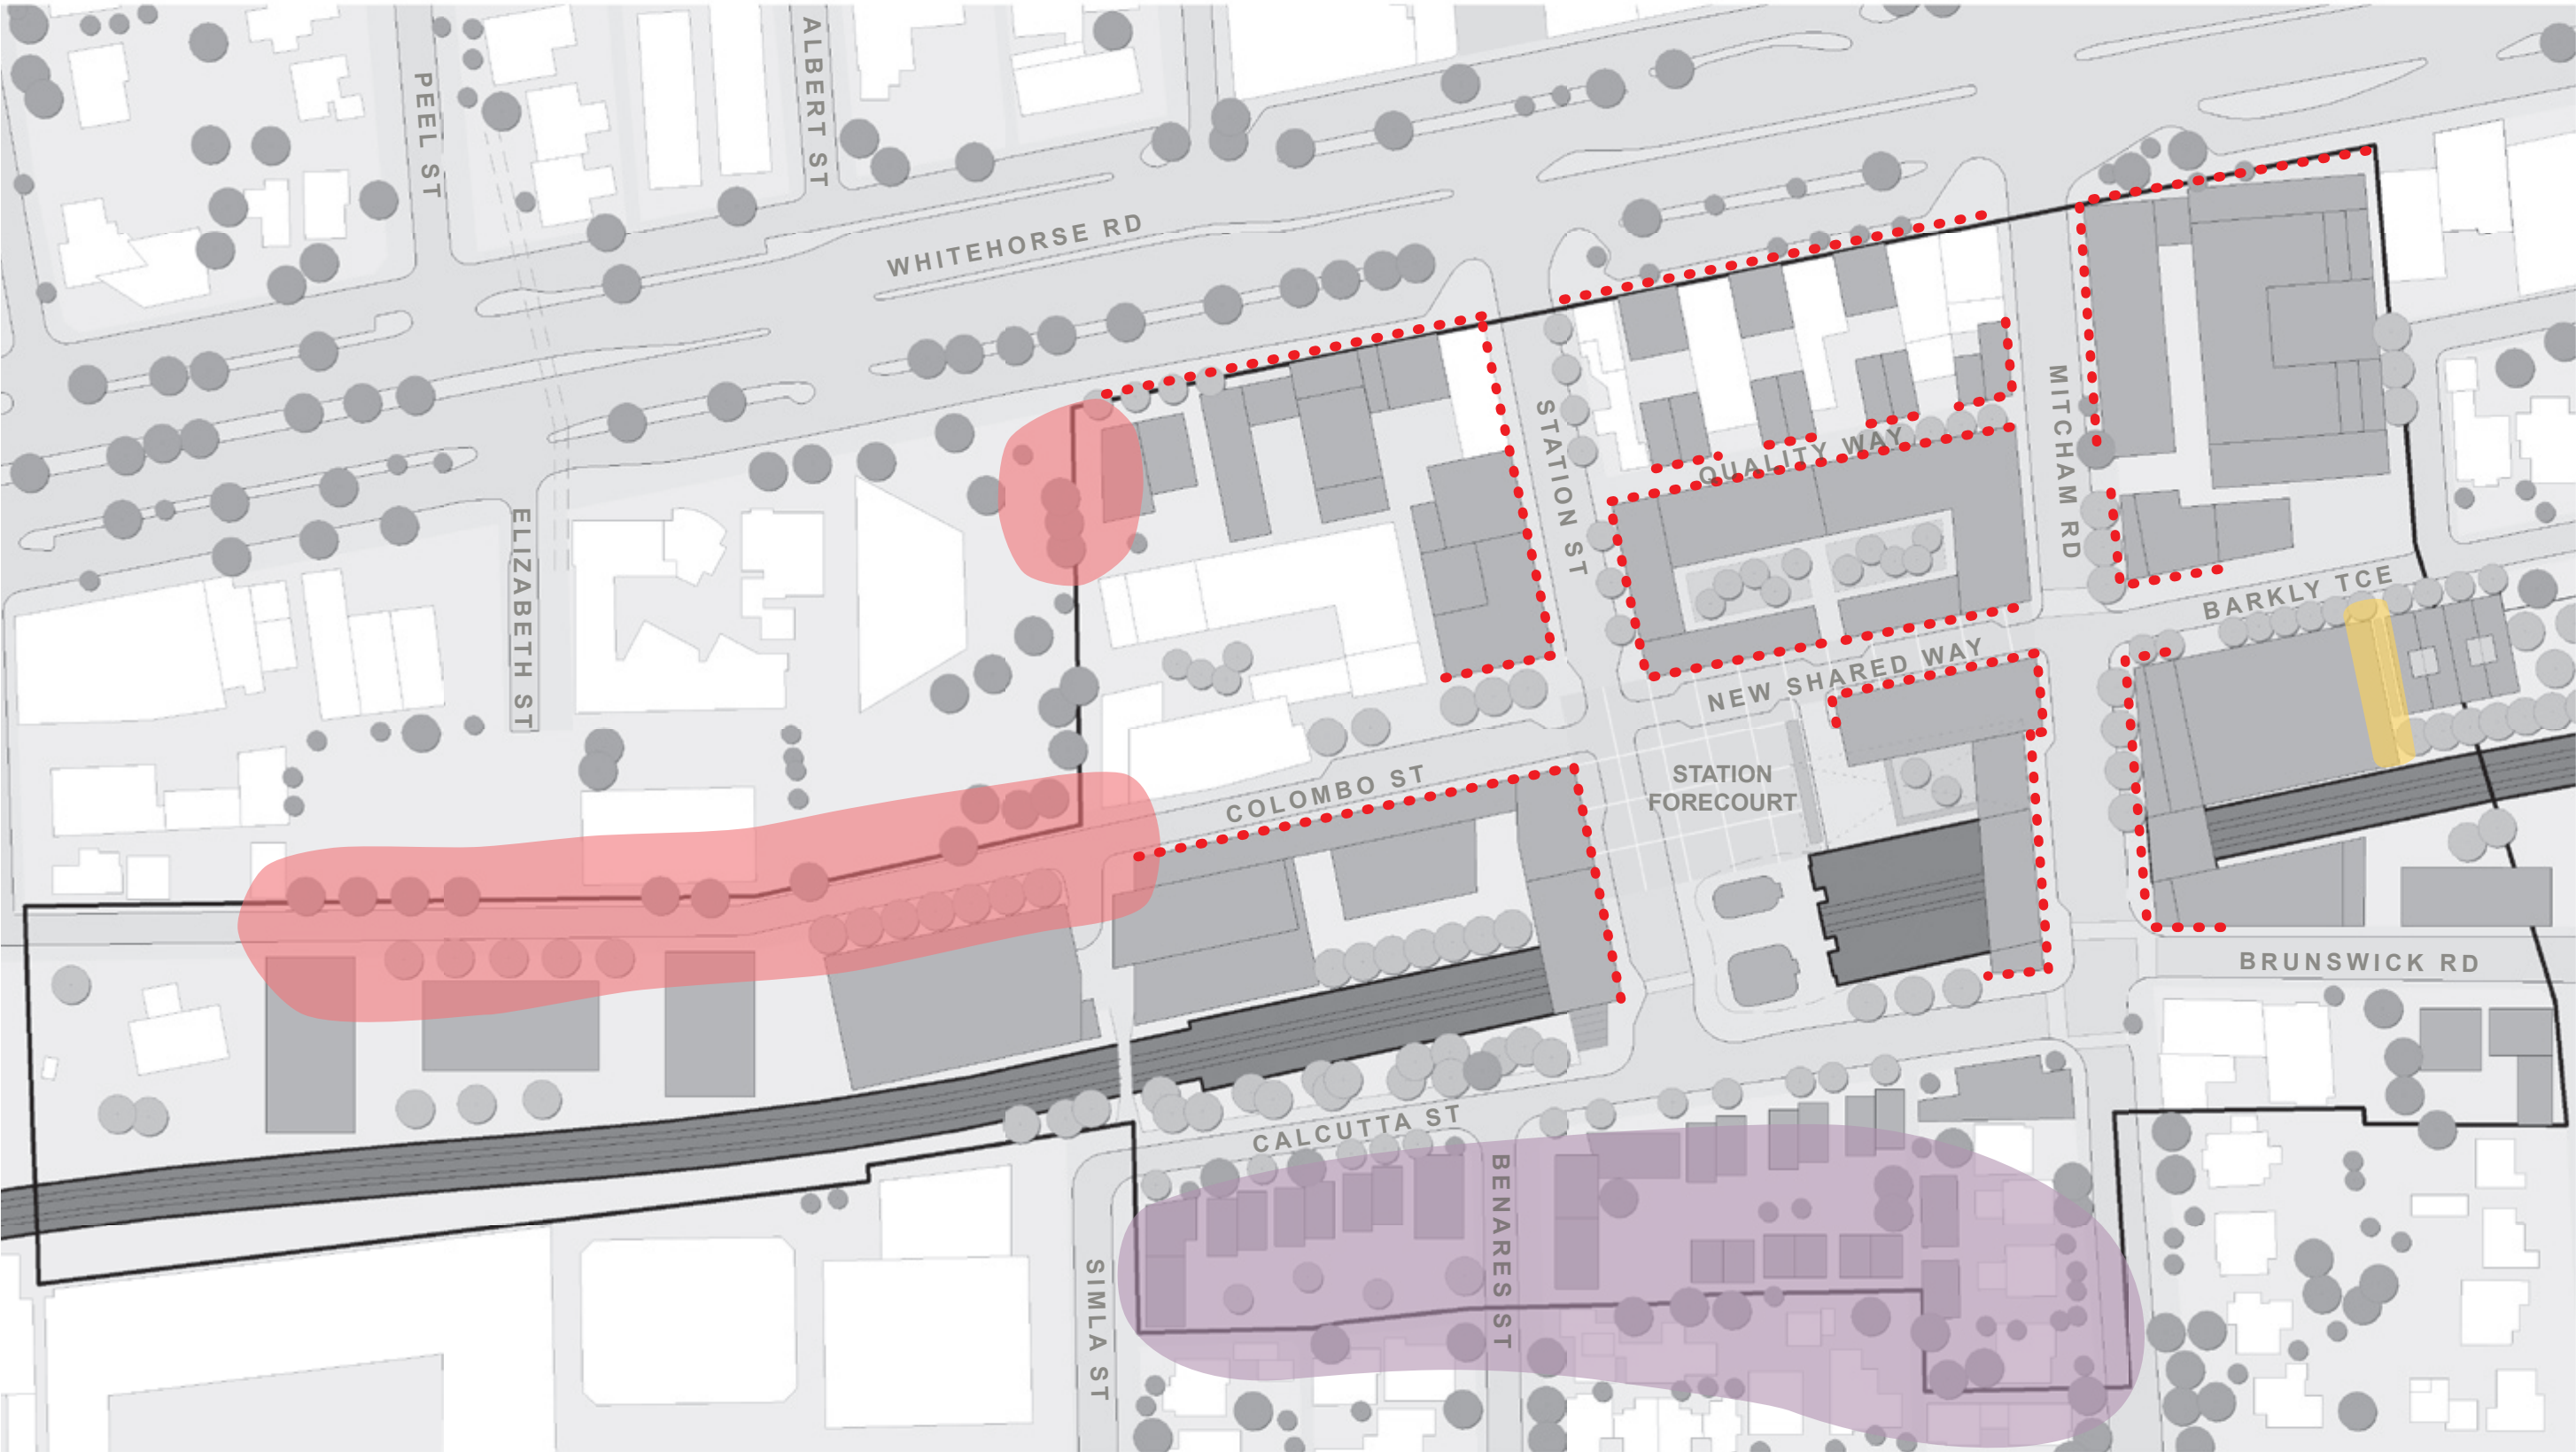 PEEL ST
ALBERT ST
WHITEHORSE RD
STATION ST
MITCHAM RD
QUALITY WAY
ELIZABETH ST
BARKLY TCE
NEW SHARED WAY
STATION
FORECOURT
COLOMBO ST
BRUNSWICK RD
CALCUTTA ST
BENARES ST
SIMLA ST